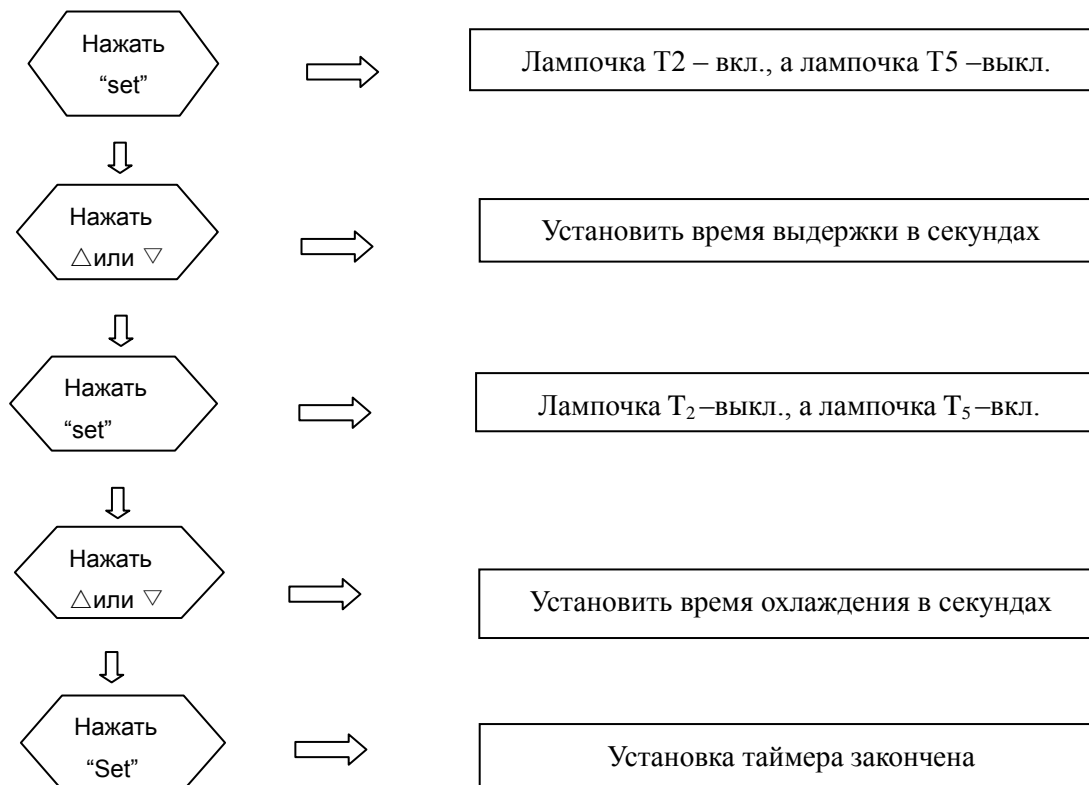 Нажать
“set”
Лампочка Т2 – вкл., а лампочка Т5 –выкл.
Нажать
△или ▽
Установить время выдержки в секундах
Нажать
“set”
Лампочка Т₂–выкл., а лампочка Т₅–вкл.
Нажать
△или ▽
Установить время охлаждения в секундах
Нажать
“Set”
Установка таймера закончена